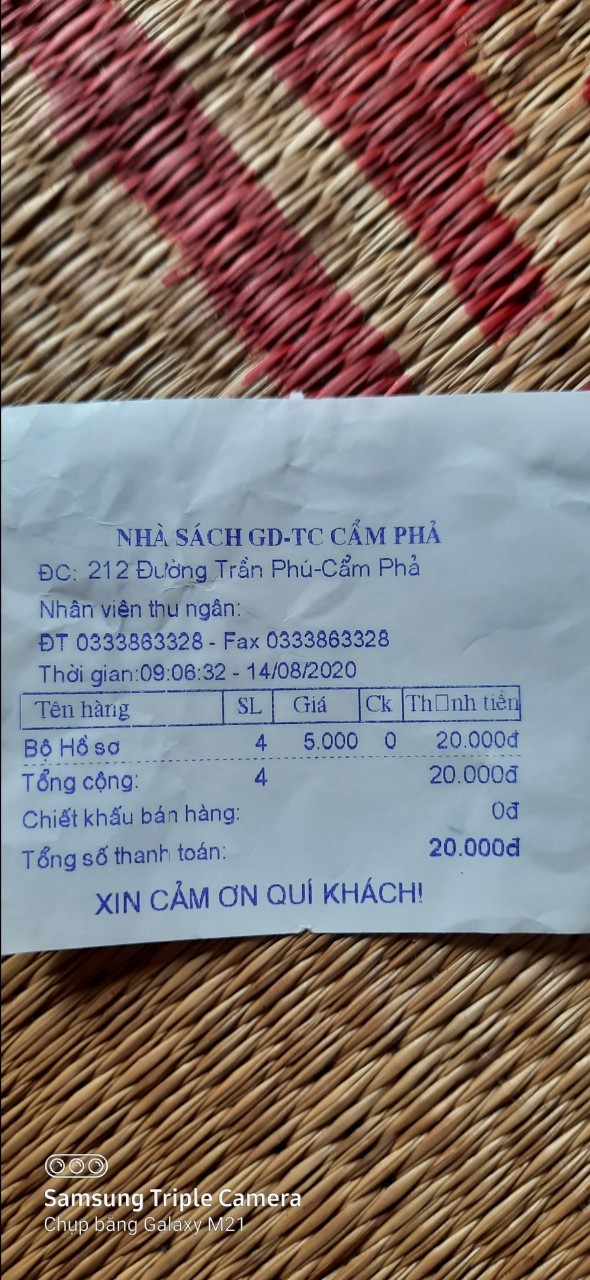 NHÀ SÁCH GD-TC CẨM PHẢ
ĐC: 212 Đường Trần Phú-Cẩm Phả
Nhân viên thu ngân:
ĐT 0333863328 - Fax 0333863328
Thời gian:09:06:32 - 14/08/2020
Tên hàng SL Giá Ck Th□nh tiền
Bộ Hồ sơ 4 5.000 0 20.000đ
Tổng cộng: 4 20.000đ
Chiết khấu bán hàng: 0đ
Tổng số thanh toán: 20.000đ
XIN CẢM ƠN QUÍ KHÁCH!
Samsung Triple Camera
Chụp bằng Galaxy M21